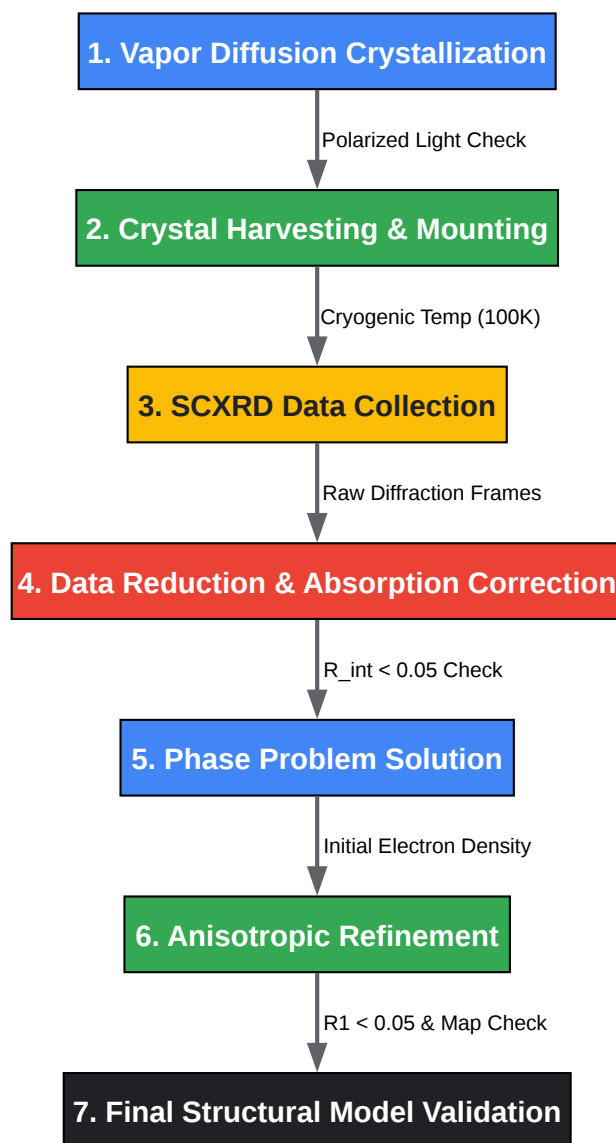 1. Vapor Diffusion Crystallization
Polarized Light Check
2. Crystal Harvesting & Mounting
Cryogenic Temp (100K)
3. SCXRD Data Collection
Raw Diffraction Frames
4. Data Reduction & Absorption Correction
R_int < 0.05 Check
5. Phase Problem Solution
Initial Electron Density
6. Anisotropic Refinement
R1 < 0.05 & Map Check
7. Final Structural Model Validation